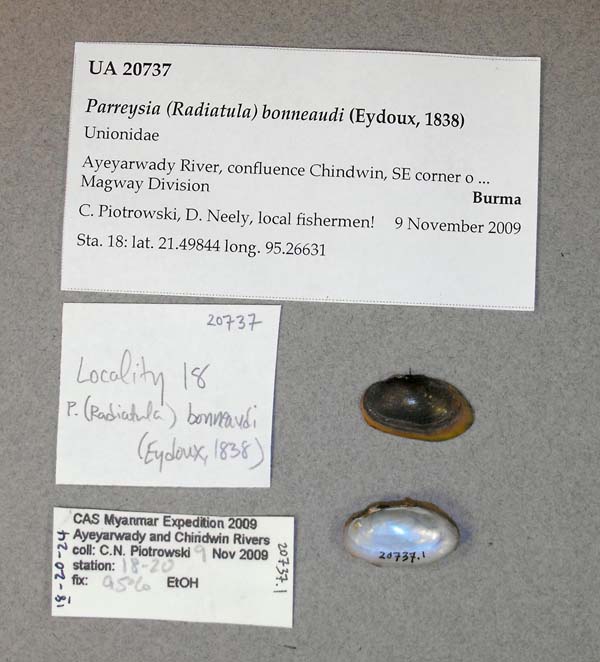 UA 20737
Parreysia (Radiatula) bonneaudi (Eydoux, 1838)
Unionidae
Ayeyarwady River, confluence Chindwin, SE corner o ...
Magway Division
Burma
C. Piotrowski, D. Neely, local fishermen! 9 November 2009
Sta. 18: lat. 21.49844 long. 95.26631
20737
Locality 18
P. (Radiatula) bonneaudi
(Eydoux, 1838)
CAS Myanmar Expedition 2009
Ayeyarwady and Chindwin Rivers
coll: C.N. Piotrowski 9 Nov 2009
station: 18-20
fix: 95% EtOH
18-20-24
20737.1
20737.1